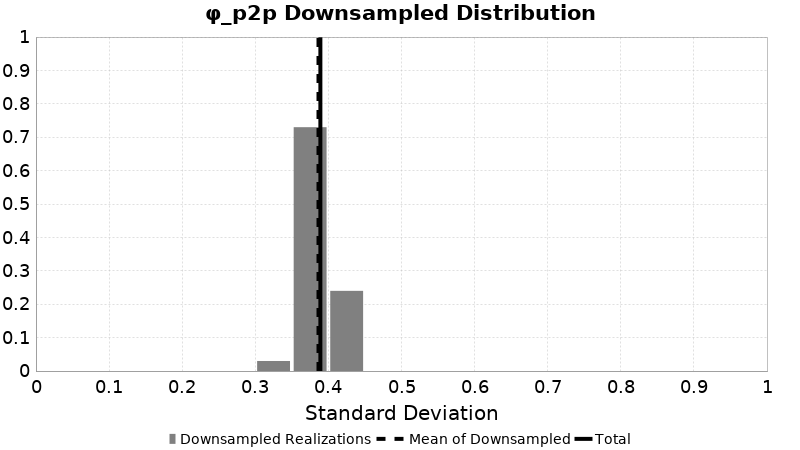 φ_p2p Downsampled Distribution
1
0.9
0.8
0.7
0.6
0.5
0.4
0.3
0.2
0.1
0
0 0.1 0.2 0.3 0.4 0.5 0.6 0.7 0.8 0.9 1
Standard Deviation
Downsampled Realizations Mean of Downsampled Total